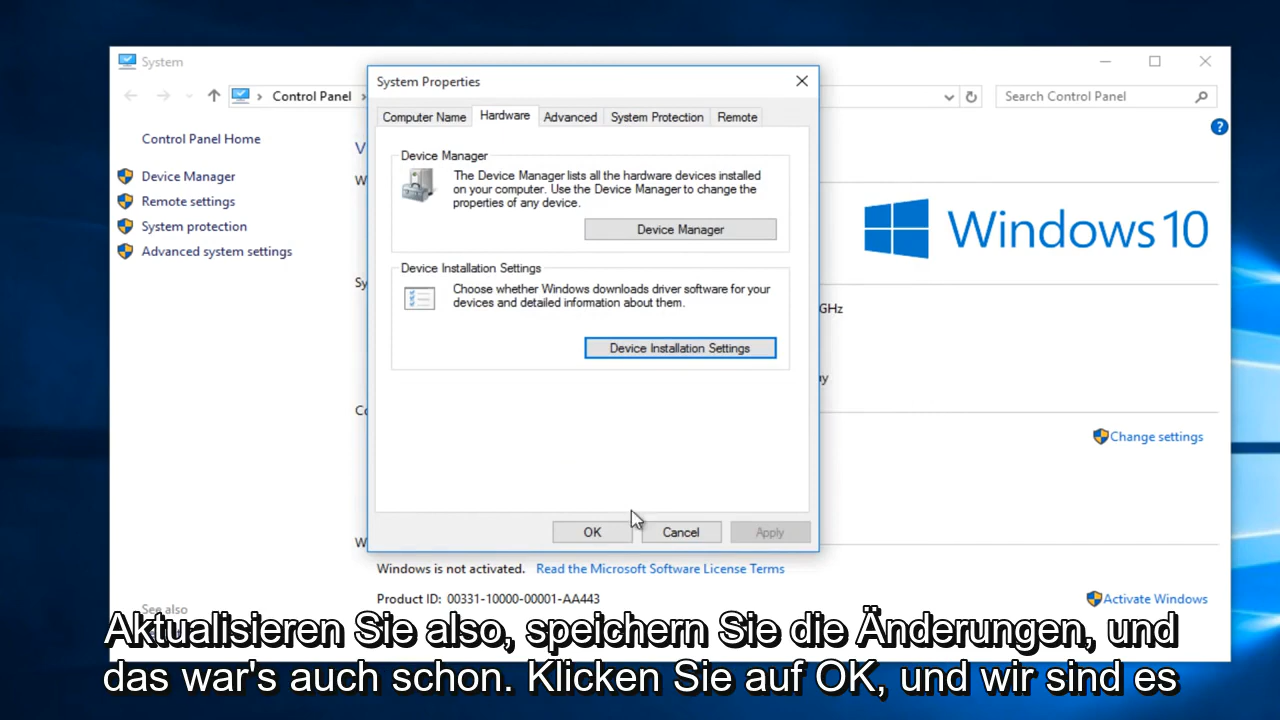 System
Control Panel
Search Control Panel
Control Panel Home
Device Manager
Remote settings
System protection
Advanced system settings
System Properties
Computer Name
Hardware
Advanced
System Protection
Remote
Device Manager
The Device Manager lists all the hardware devices installed
on your computer. Use the Device Manager to change the
properties of any device.
Device Manager
Device Installation Settings
Choose whether Windows downloads driver software for your
devices and detailed information about them.
Device Installation Settings
OK
Cancel
Apply
Windows 10
GHz
Change settings
Windows is not activated. Read the Microsoft Software License Terms
Product ID: 00331-10000-00001-AA443
Activate Windows
See also
Aktualisieren Sie also, speichern Sie die Änderungen, und
das war's auch schon. Klicken Sie auf OK, und wir sind es